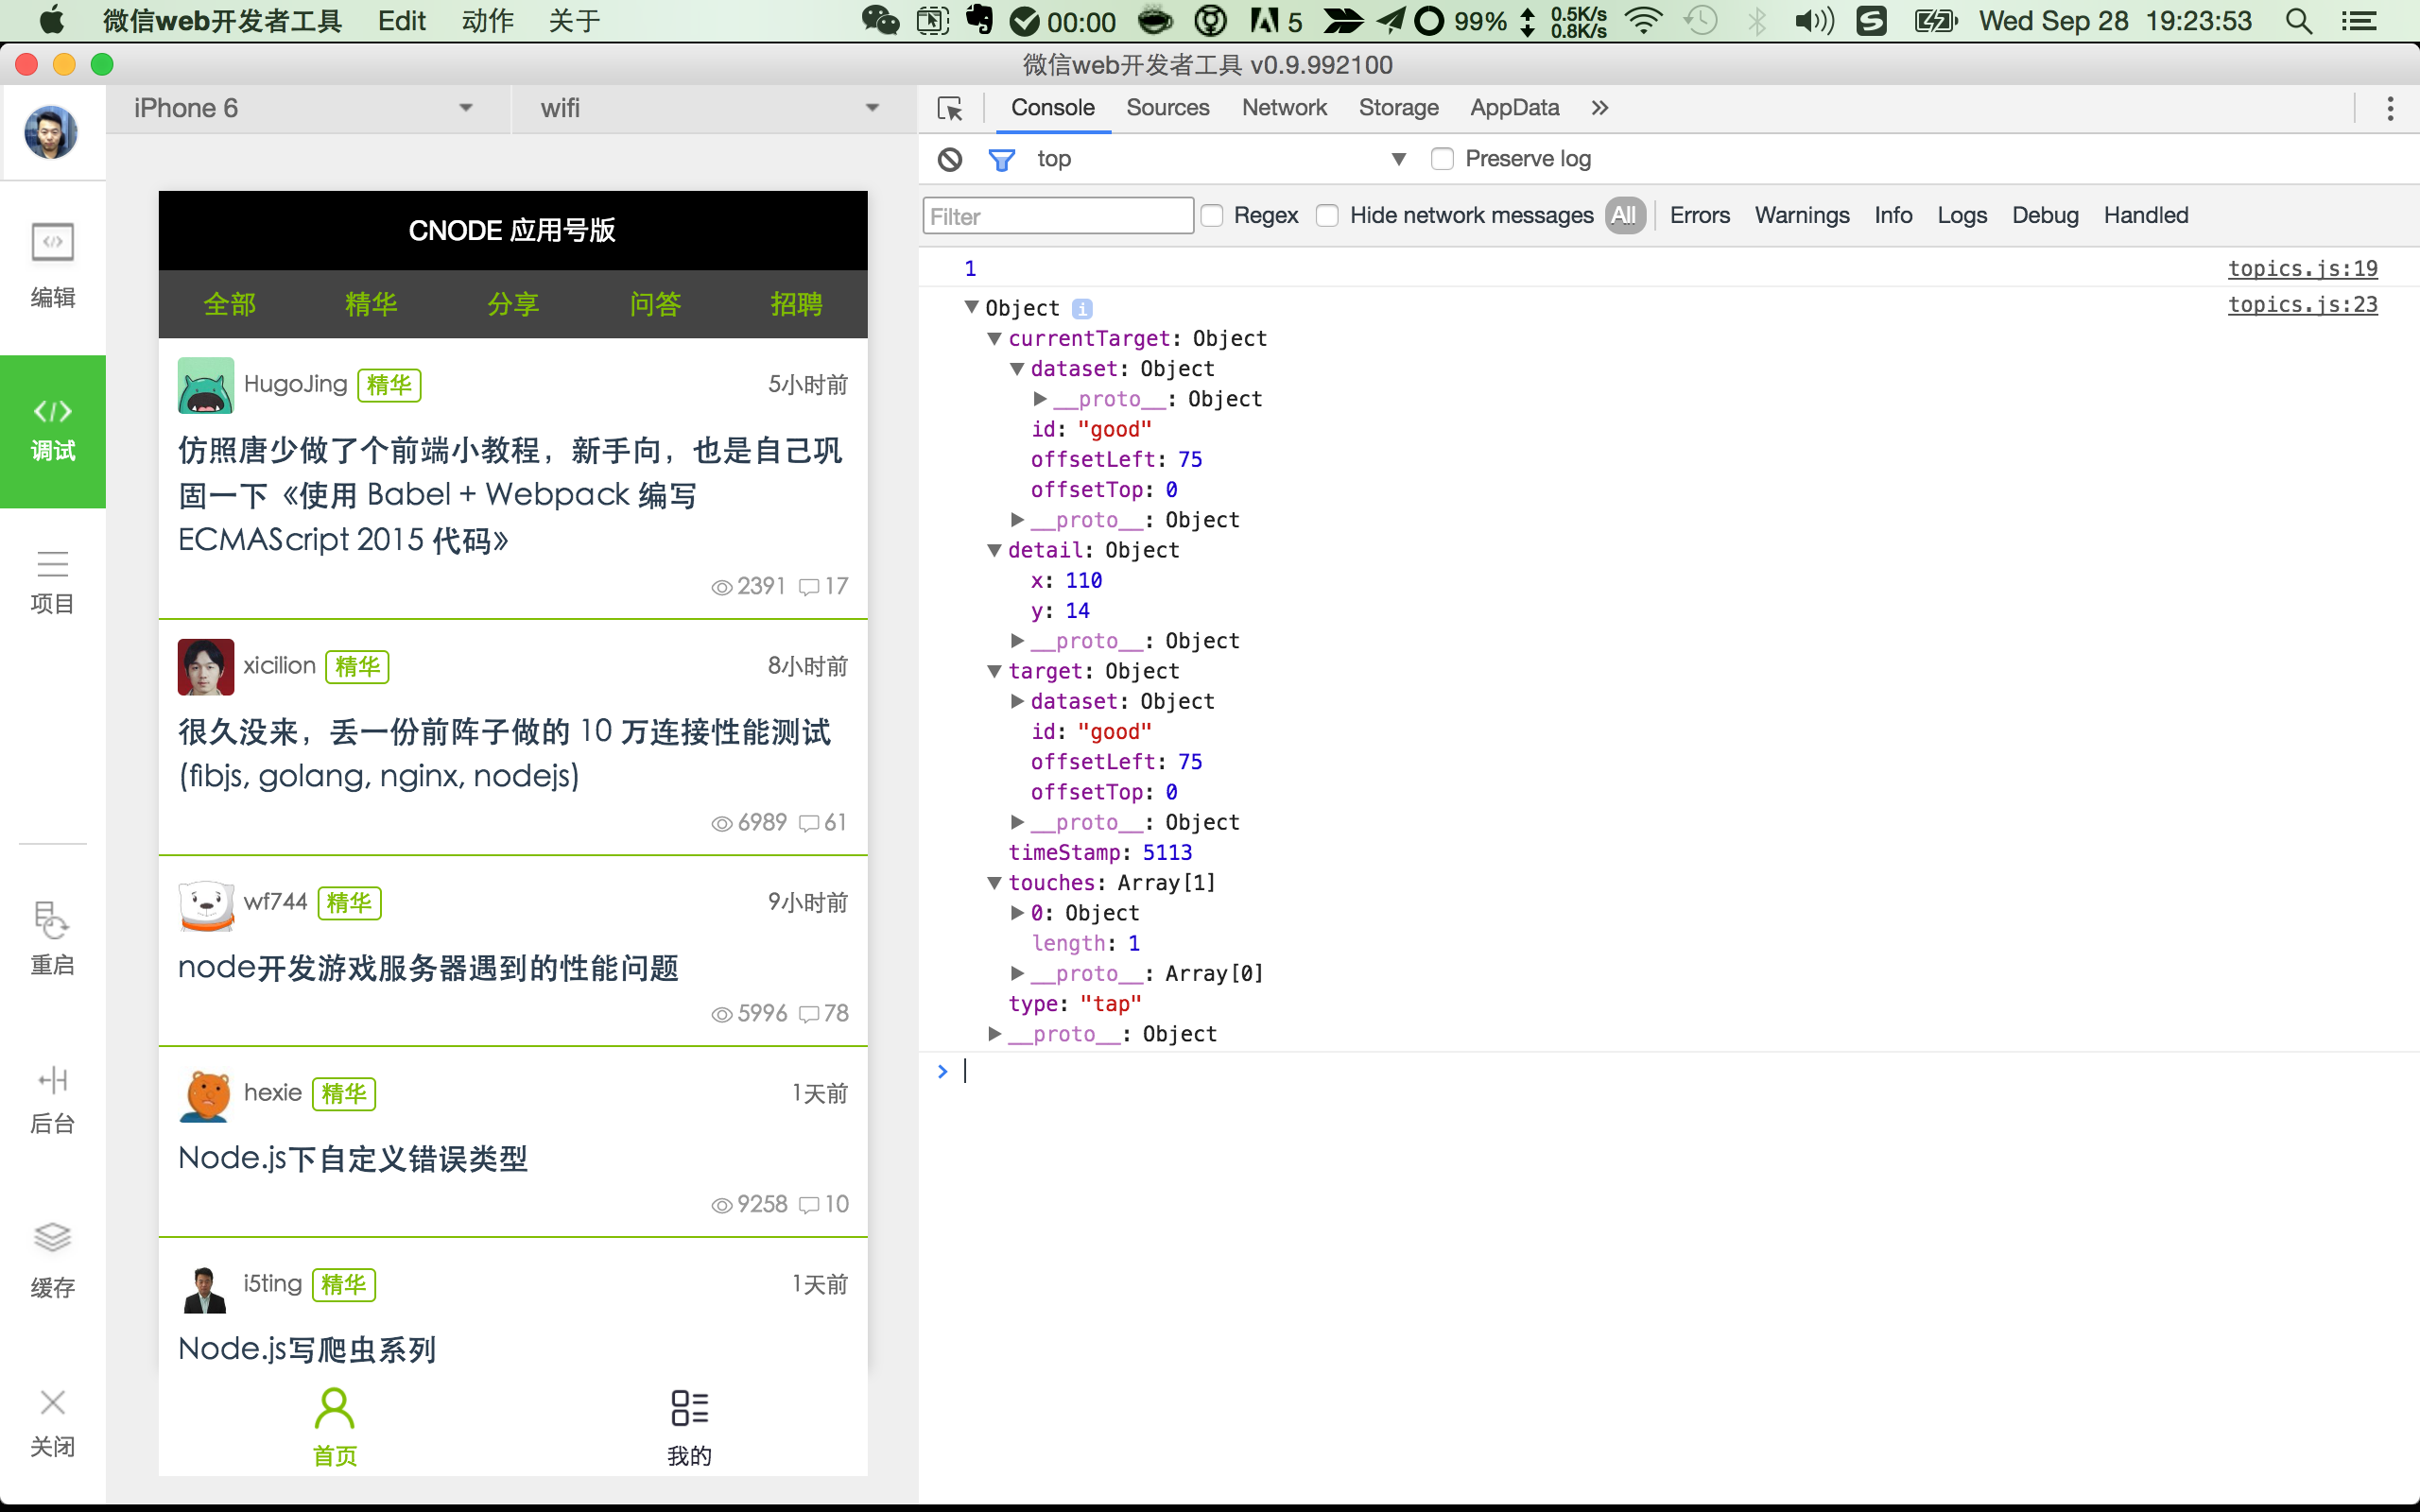 微信web开发者工具 Edit 动作 关于 00:00 5 99% 0.5K/s 0.8K/s Wed Sep 28 19:23:53
微信web开发者工具 v0.9.992100
iPhone 6 wifi
编辑
调试
项目
重启
后台
缓存
关闭
CNODE 应用号版
全部 精华 分享 问答 招聘
HugoJing 精华 5小时前
仿照唐少做了个前端小教程，新手向，也是自己巩
固一下《使用 Babel + Webpack 编写
ECMAScript 2015 代码》
2391 17
xicilion 精华 8小时前
很久没来，丢一份前阵子做的 10 万连接性能测试
(fibjs, golang, nginx, nodejs)
6989 61
wf744 精华 9小时前
node开发游戏服务器遇到的性能问题
5996 78
hexie 精华 1天前
Node.js下自定义错误类型
9258 10
i5ting 精华 1天前
Node.js写爬虫系列
首页 我的
Console Sources Network Storage AppData »
top Preserve log
Filter Regex Hide network messages All Errors Warnings Info Logs Debug Handled
1 topics.js:19
Object i topics.js:23
currentTarget: Object
dataset: Object
__proto__: Object
id: "good"
offsetLeft: 75
offsetTop: 0
__proto__: Object
detail: Object
x: 110
y: 14
__proto__: Object
target: Object
dataset: Object
id: "good"
offsetLeft: 75
offsetTop: 0
__proto__: Object
timeStamp: 5113
touches: Array[1]
0: Object
length: 1
__proto__: Array[0]
type: "tap"
__proto__: Object
>